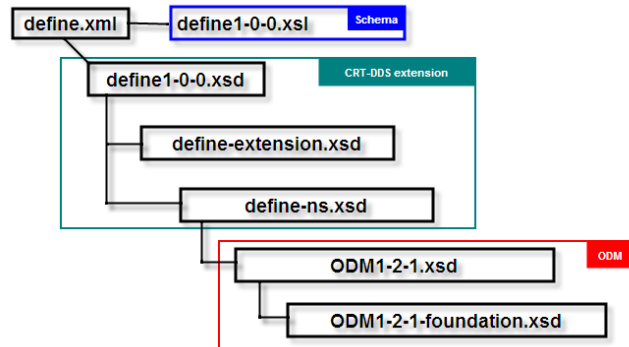 define.xml
define1-0-0.xsl
Schema
define1-0-0.xsd
CRT-DDS extension
define-extension.xsd
define-ns.xsd
ODM
ODM1-2-1.xsd
ODM1-2-1-foundation.xsd